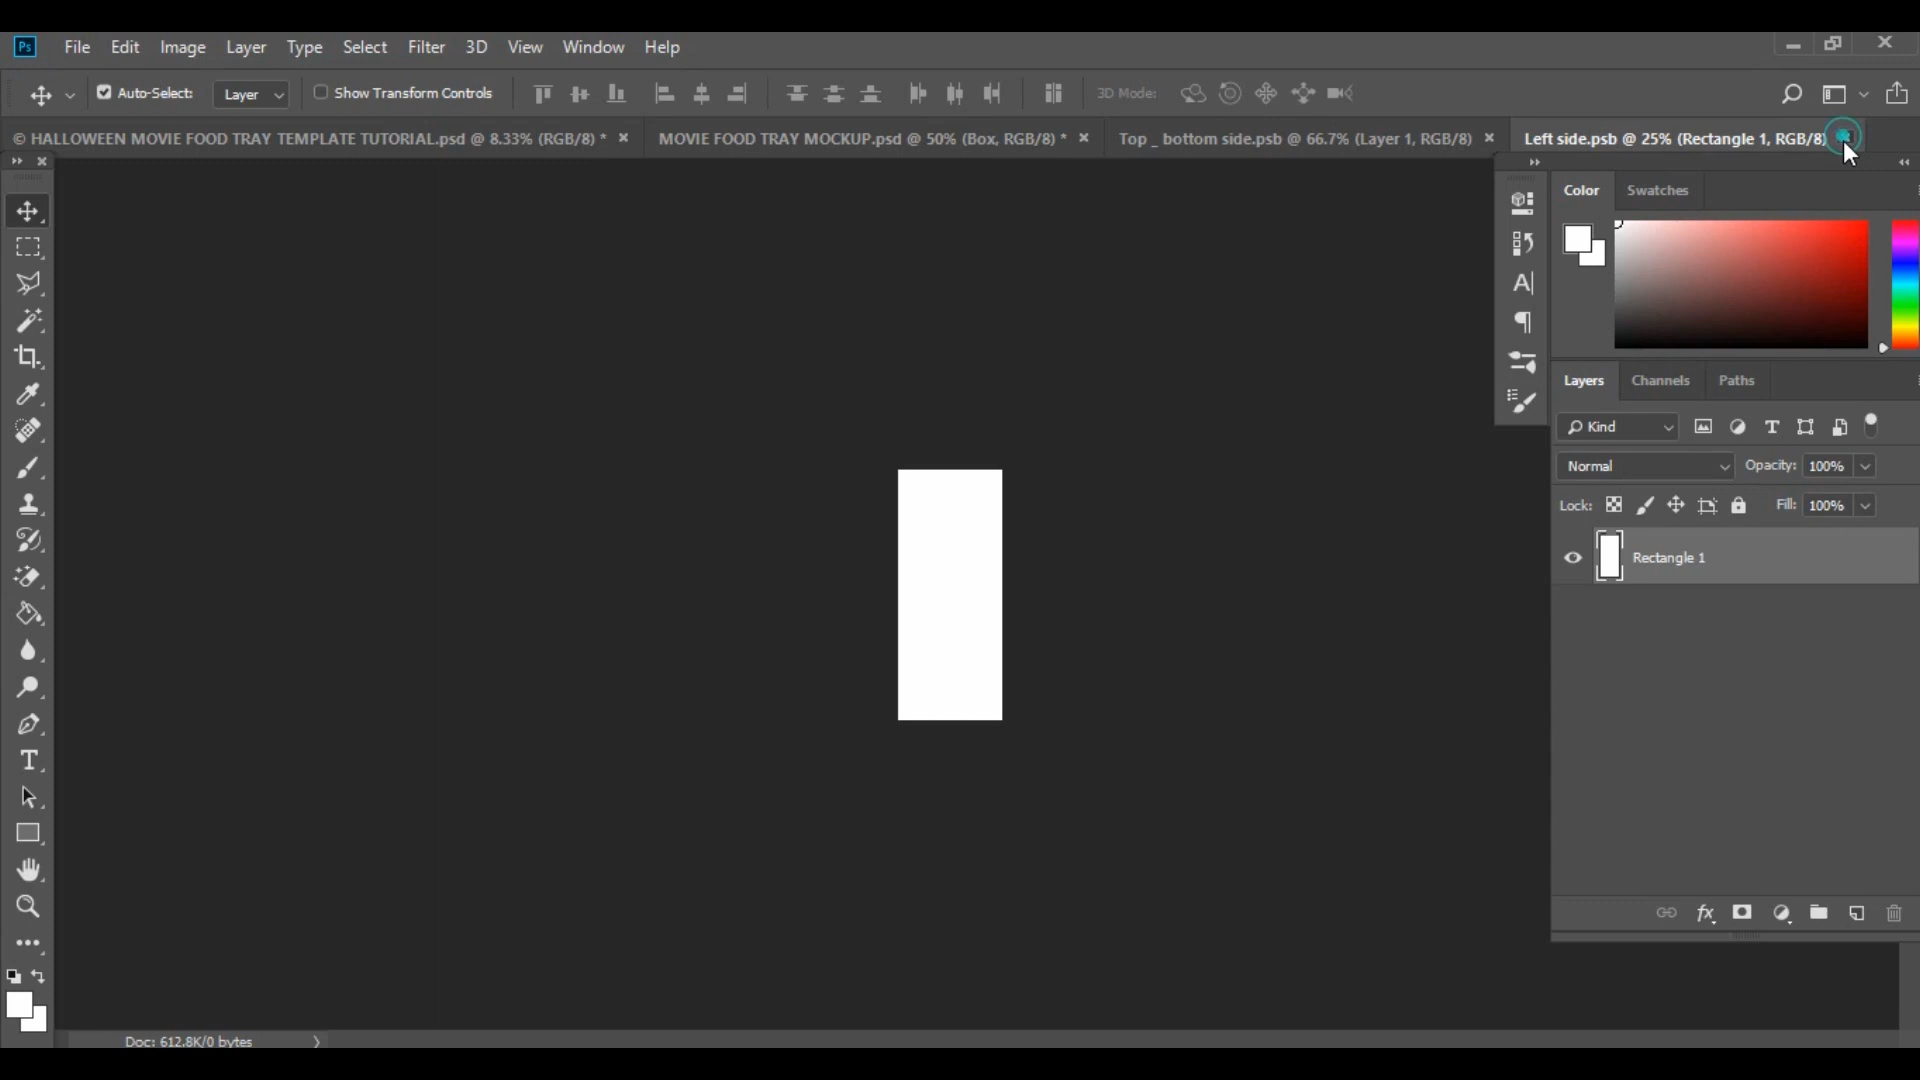 Ps File Edit Image Layer Type Select Filter 3D View Window Help
Auto-Select: Layer Show Transform Controls 3D Mode:
© HALLOWEEN MOVIE FOOD TRAY TEMPLATE TUTORIAL.psd @ 8.33% (RGB/8) * MOVIE FOOD TRAY MOCKUP.psd @ 50% (Box, RGB/8) * Top _ bottom side.psb @ 66.7% (Layer 1, RGB/8) Left side.psb @ 25% (Rectangle 1, RGB/8)
Color Swatches
Layers Channels Paths
Kind
Normal Opacity: 100%
Lock: Fill: 100%
Rectangle 1
fx
Doc: 612.8K/0 bytes